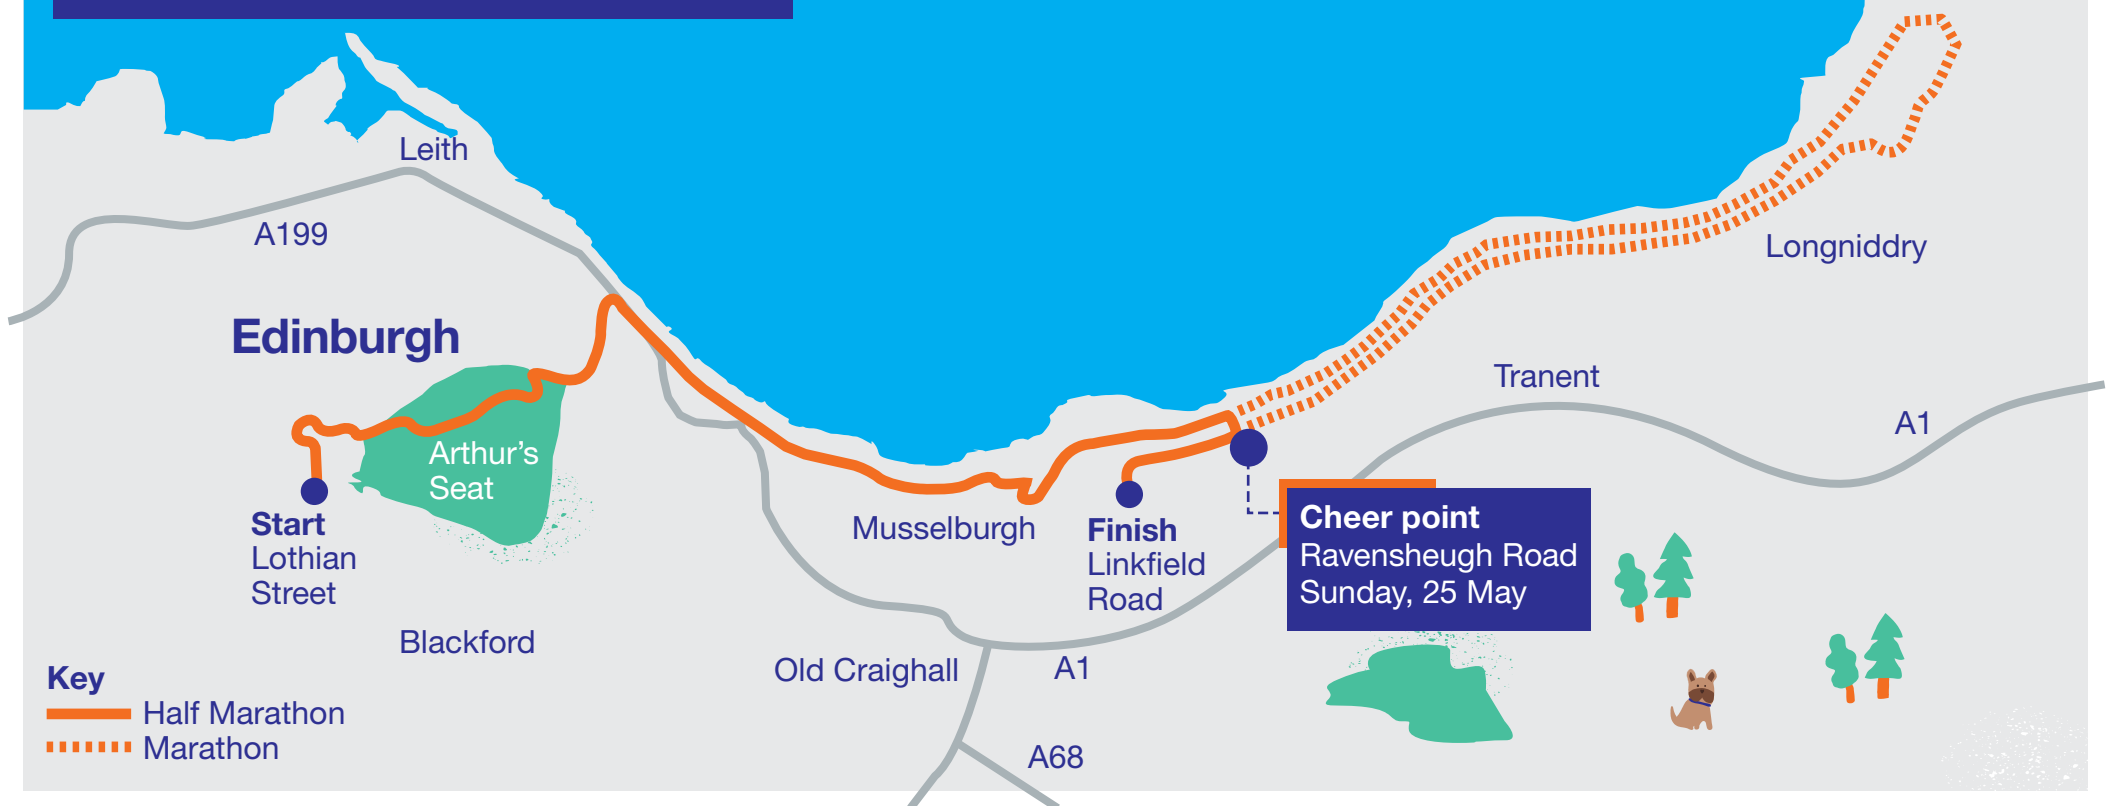 Leith
A199
Edinburgh
Arthur's
Seat
Start
Lothian
Street
Blackford
Musselburgh
Finish
Linkfield
Road
Cheer point
Ravensheugh Road
Sunday, 25 May
Longniddry
Tranent
A1
Old Craighall
A1
A68
Key
Half Marathon
Marathon